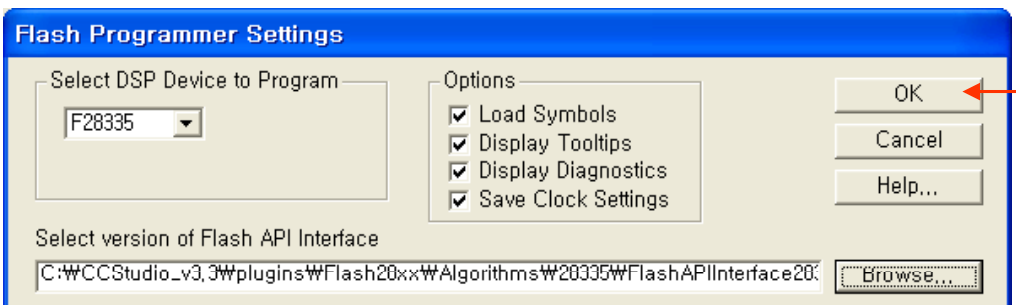 Flash Programmer Settings
Select DSP Device to Program
F28335
Options
Load Symbols
Display Tooltips
Display Diagnostics
Save Clock Settings
OK
Cancel
Help...
Select version of Flash API Interface
C:₩CCStudio_v3,3₩plugins₩Flash28xx₩Algorithms₩28335₩FlashAPIInterface28
Browse...